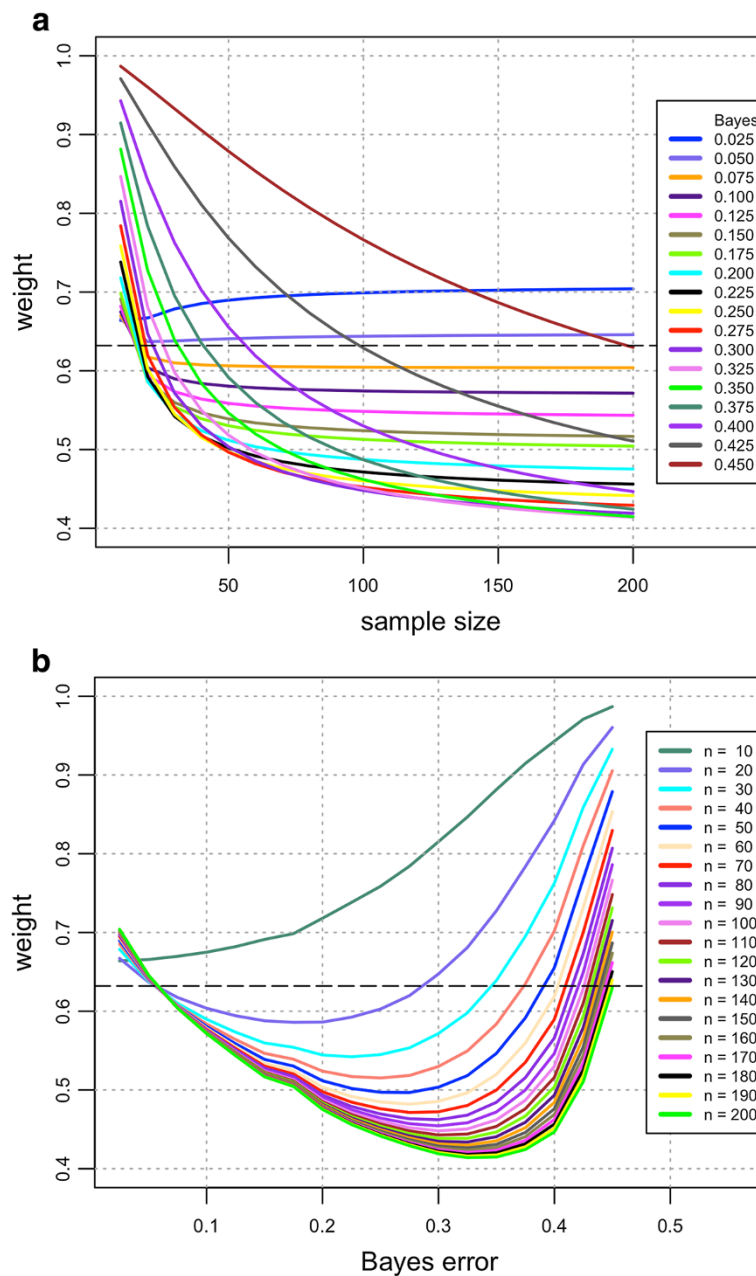 a
weight
1.0
0.9
0.8
0.7
0.6
0.5
0.4
50
100
150
200
sample size
Bayes
0.025
0.050
0.075
0.100
0.125
0.150
0.175
0.200
0.225
0.250
0.275
0.300
0.325
0.350
0.375
0.400
0.425
0.450
b
weight
1.0
0.9
0.8
0.7
0.6
0.5
0.4
0.1
0.2
0.3
0.4
0.5
Bayes error
n = 10
n = 20
n = 30
n = 40
n = 50
n = 60
n = 70
n = 80
n = 90
n = 100
n = 110
n = 120
n = 130
n = 140
n = 150
n = 160
n = 170
n = 180
n = 190
n = 200